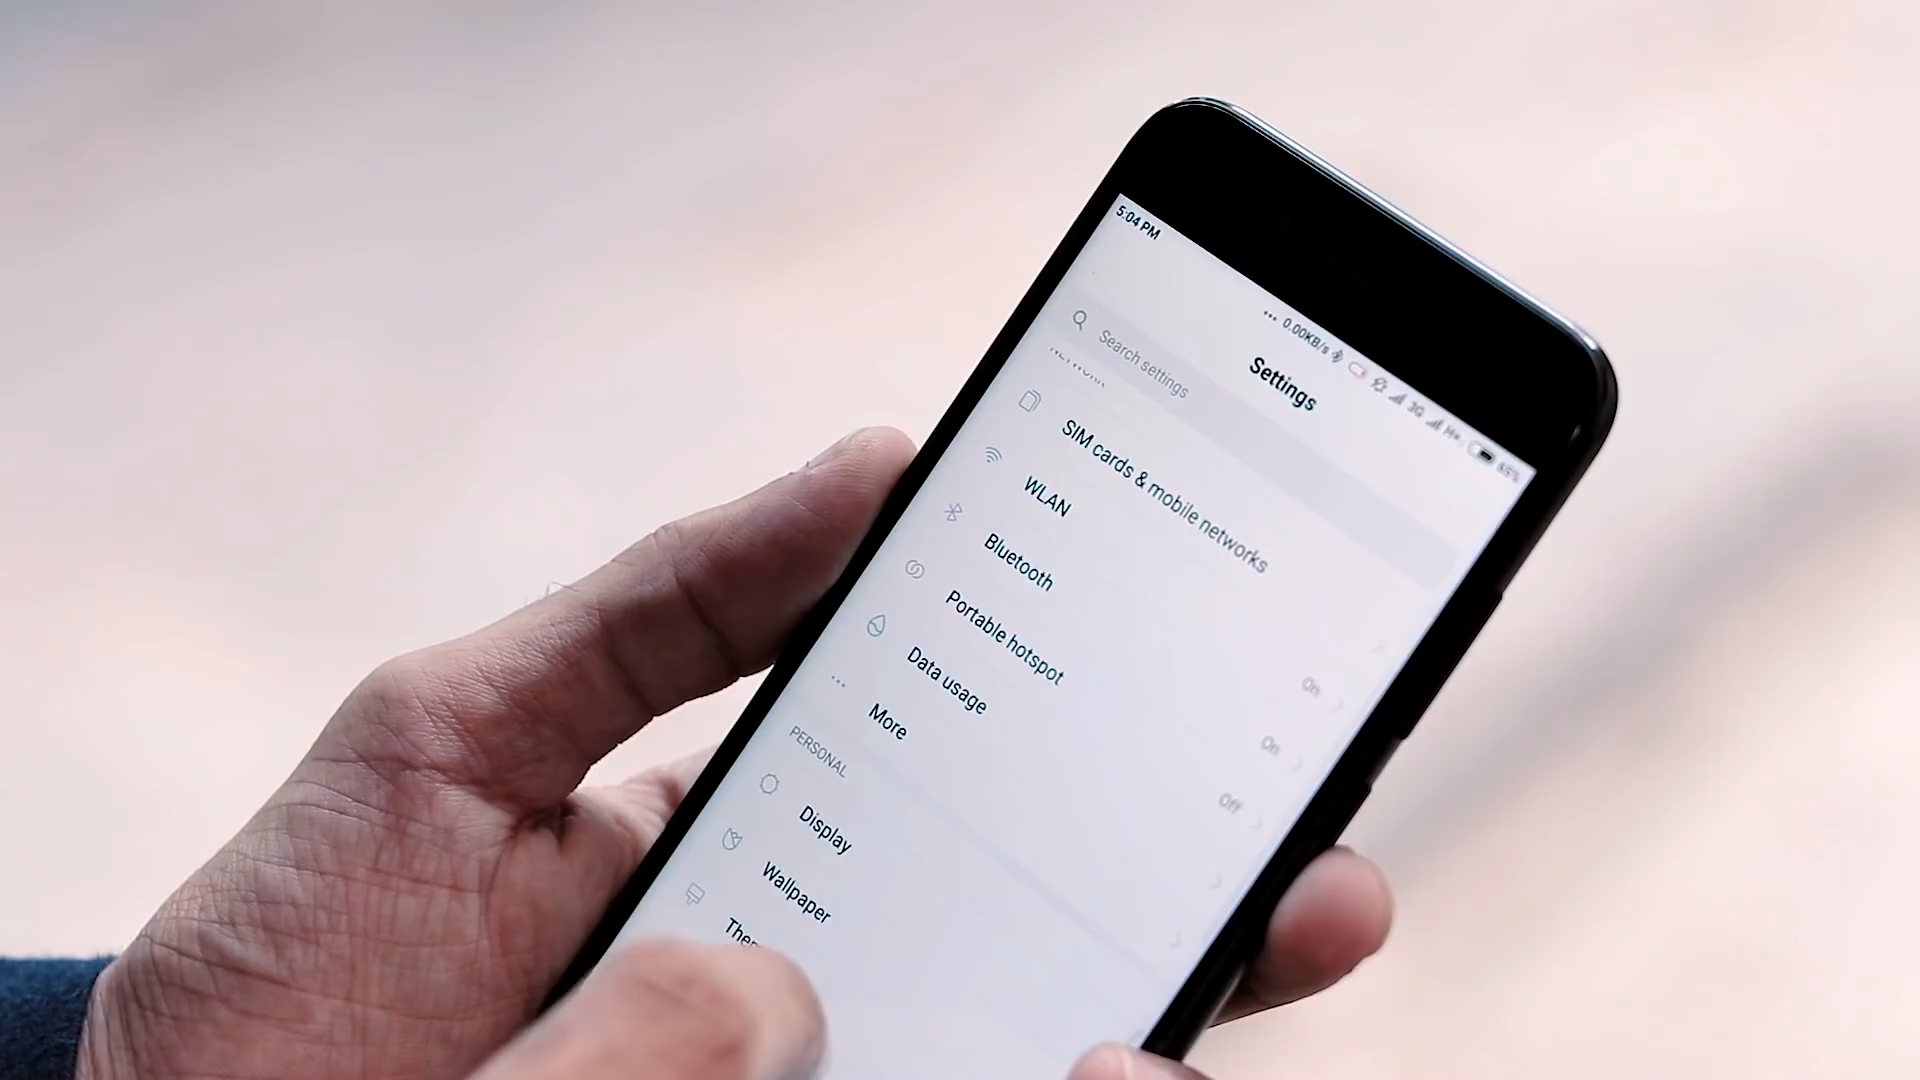 5:04 PM
... 0.00KB/s 3G H+ 65%
Settings
Search settings
NETWORK
SIM cards & mobile networks
WLAN On
Bluetooth On
Portable hotspot Off
Data usage
More
PERSONAL
Display
Wallpaper